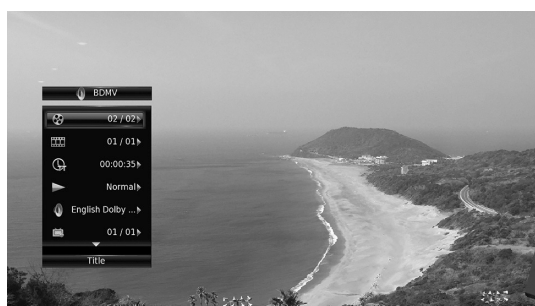 BDMV
02 / 02
01 / 01
00:00:35
Normal
English Dolby ...
01 / 01
Title